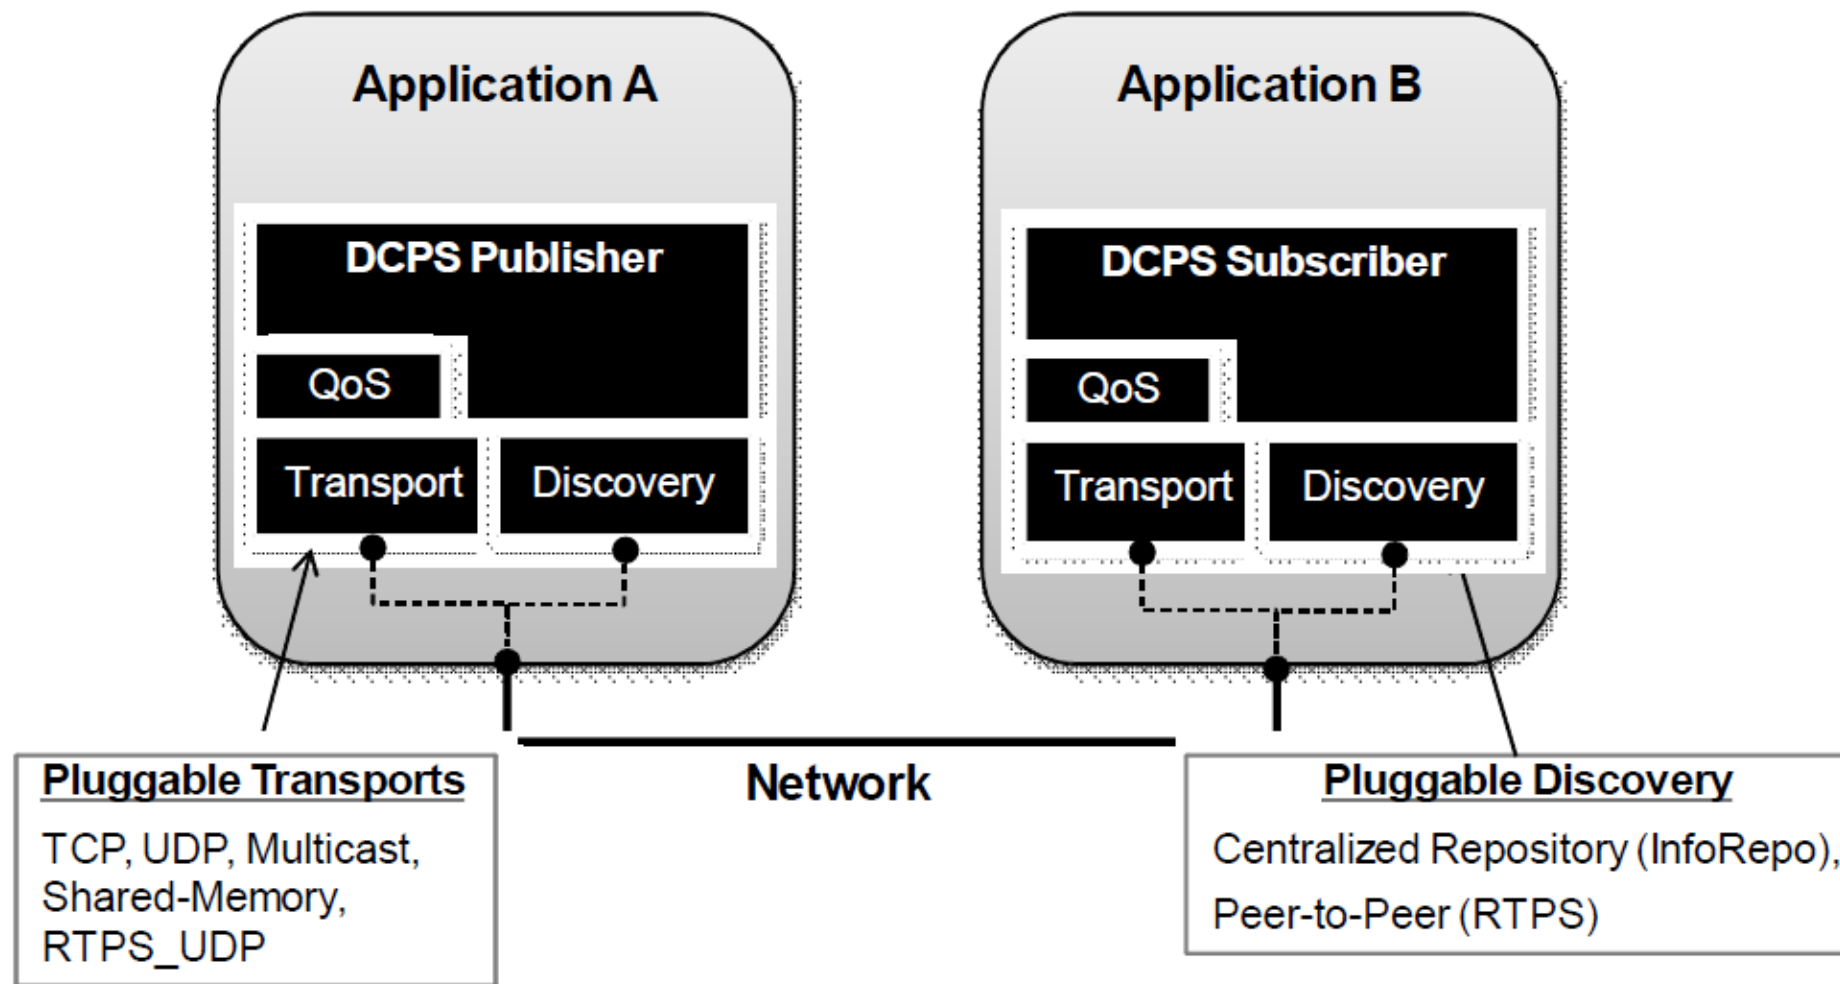 Application A
DCPS Publisher
QoS
Transport
Discovery
Application B
DCPS Subscriber
QoS
Transport
Discovery
Network
Pluggable Transports
TCP, UDP, Multicast,
Shared-Memory,
RTPS_UDP
Pluggable Discovery
Centralized Repository (InfoRepo),
Peer-to-Peer (RTPS)